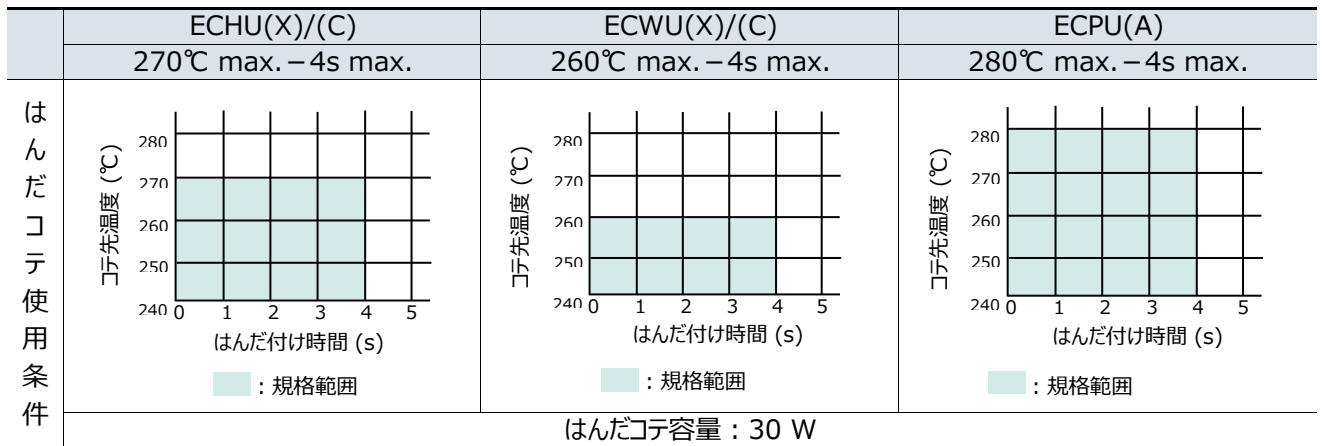 ECHU(X)/(C) ECWU(X)/(C) ECPU(A)
270℃ max.－4s max. 260℃ max.－4s max. 280℃ max.－4s max.
はんだコテ使用条件
コテ先温度 (℃)
280
270
260
250
240
0 1 2 3 4 5
はんだ付け時間 (s)
：規格範囲
コテ先温度 (℃)
280
270
260
250
240
0 1 2 3 4 5
はんだ付け時間 (s)
：規格範囲
コテ先温度 (℃)
280
270
260
250
240
0 1 2 3 4 5
はんだ付け時間 (s)
：規格範囲
はんだコテ容量：30 W